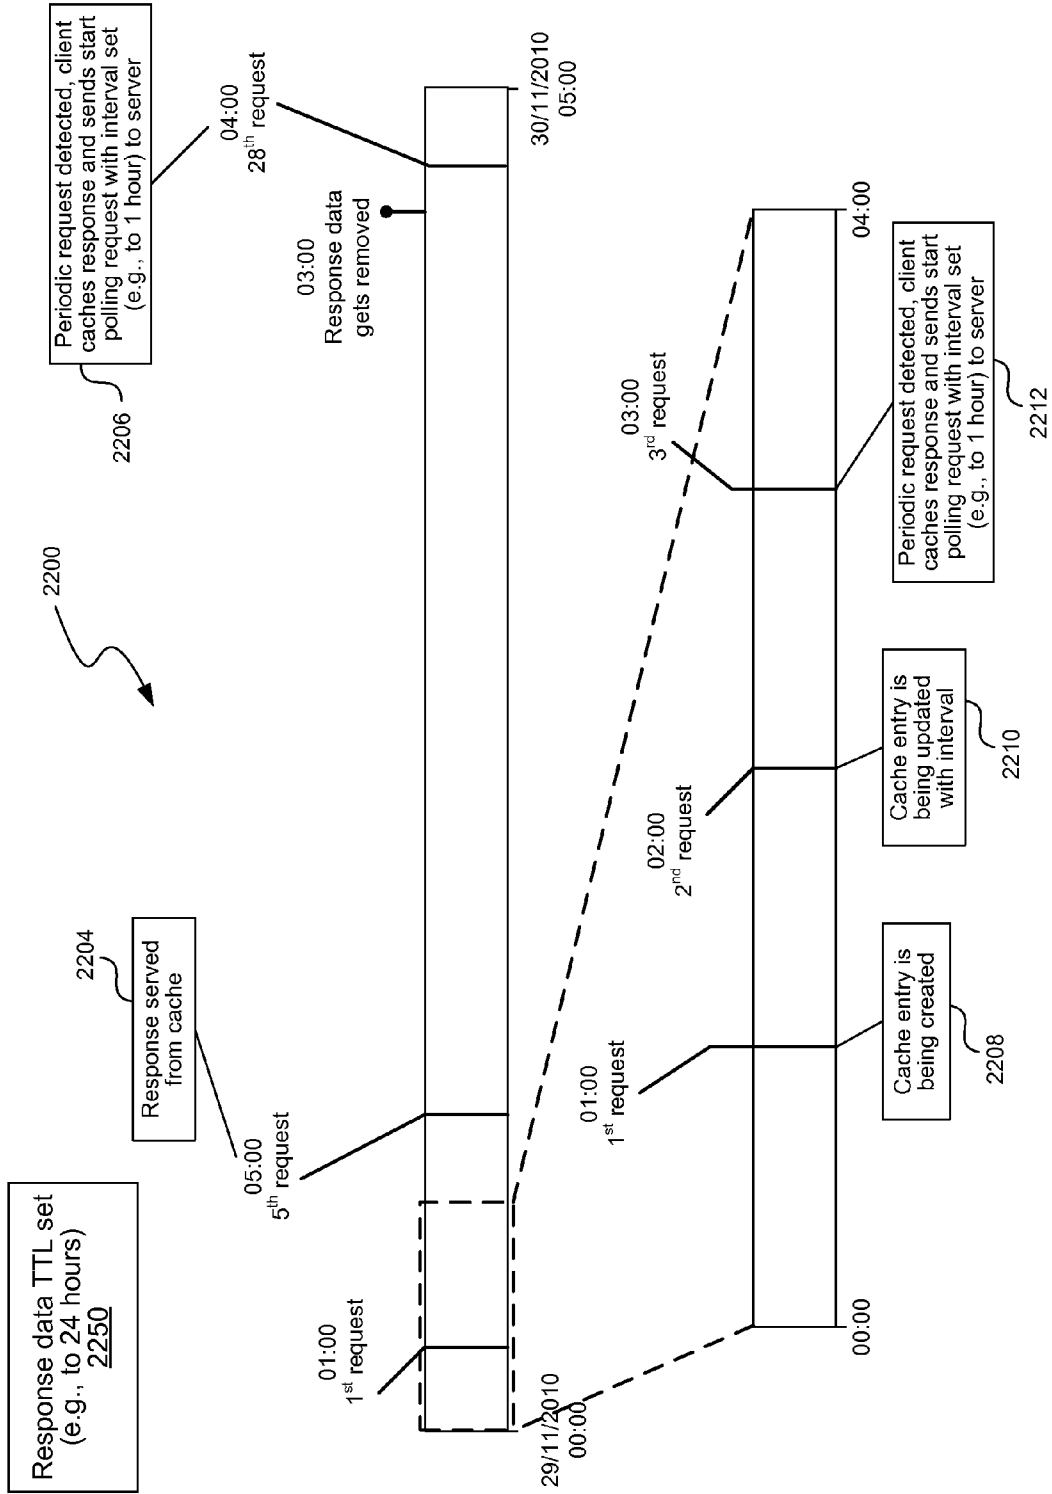 Response data TTL set
(e.g., to 24 hours)
2250
2200
2204
Response served
from cache
2206
Periodic request detected, client
caches response and sends start
polling request with interval set
(e.g., to 1 hour) to server
01:00
1st request
05:00
5th request
03:00
Response data
gets removed
04:00
28th request
29/11/2010
00:00
30/11/2010
05:00
01:00
1st request
02:00
2nd request
03:00
3rd request
00:00
04:00
Cache entry is
being created
2208
Cache entry is
being updated
with interval
2210
Periodic request detected, client
caches response and sends start
polling request with interval set
(e.g., to 1 hour) to server
2212